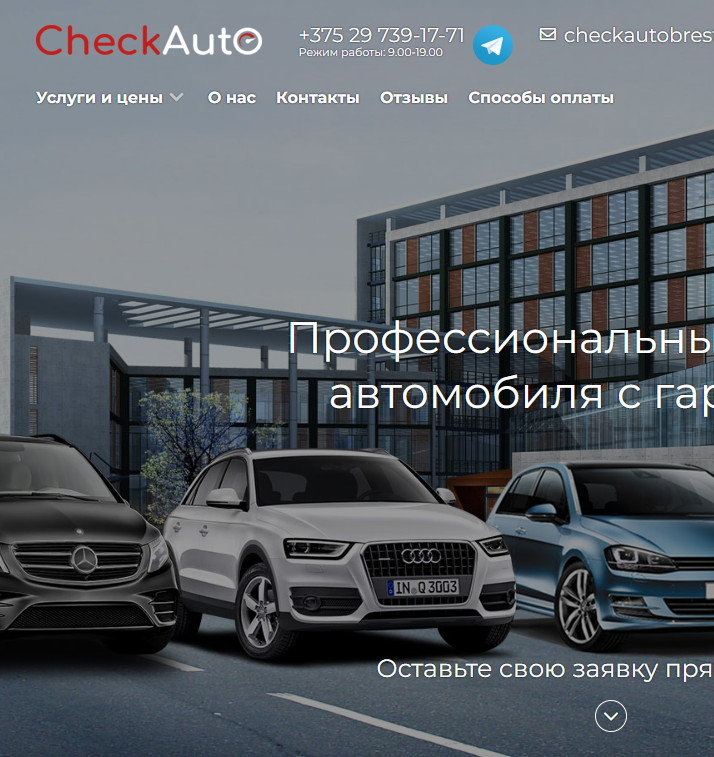 CheckAuto
+375 29 739-17-71
Режим работы: 9.00-19.00
checkautobres
Услуги и цены
О нас
Контакты
Отзывы
Способы оплаты
Профессиональны
автомобиля с гар
IN Q 3003
Оставьте свою заявку пря